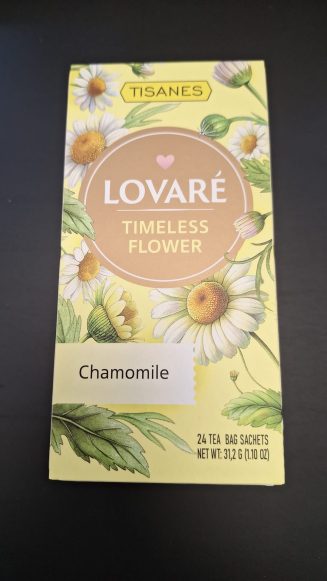 TISANES
LOVARÉ
TIMELESS
FLOWER
Chamomile
24 TEA BAG SACHETS
NET WT: 31,2 G (1.10 OZ)